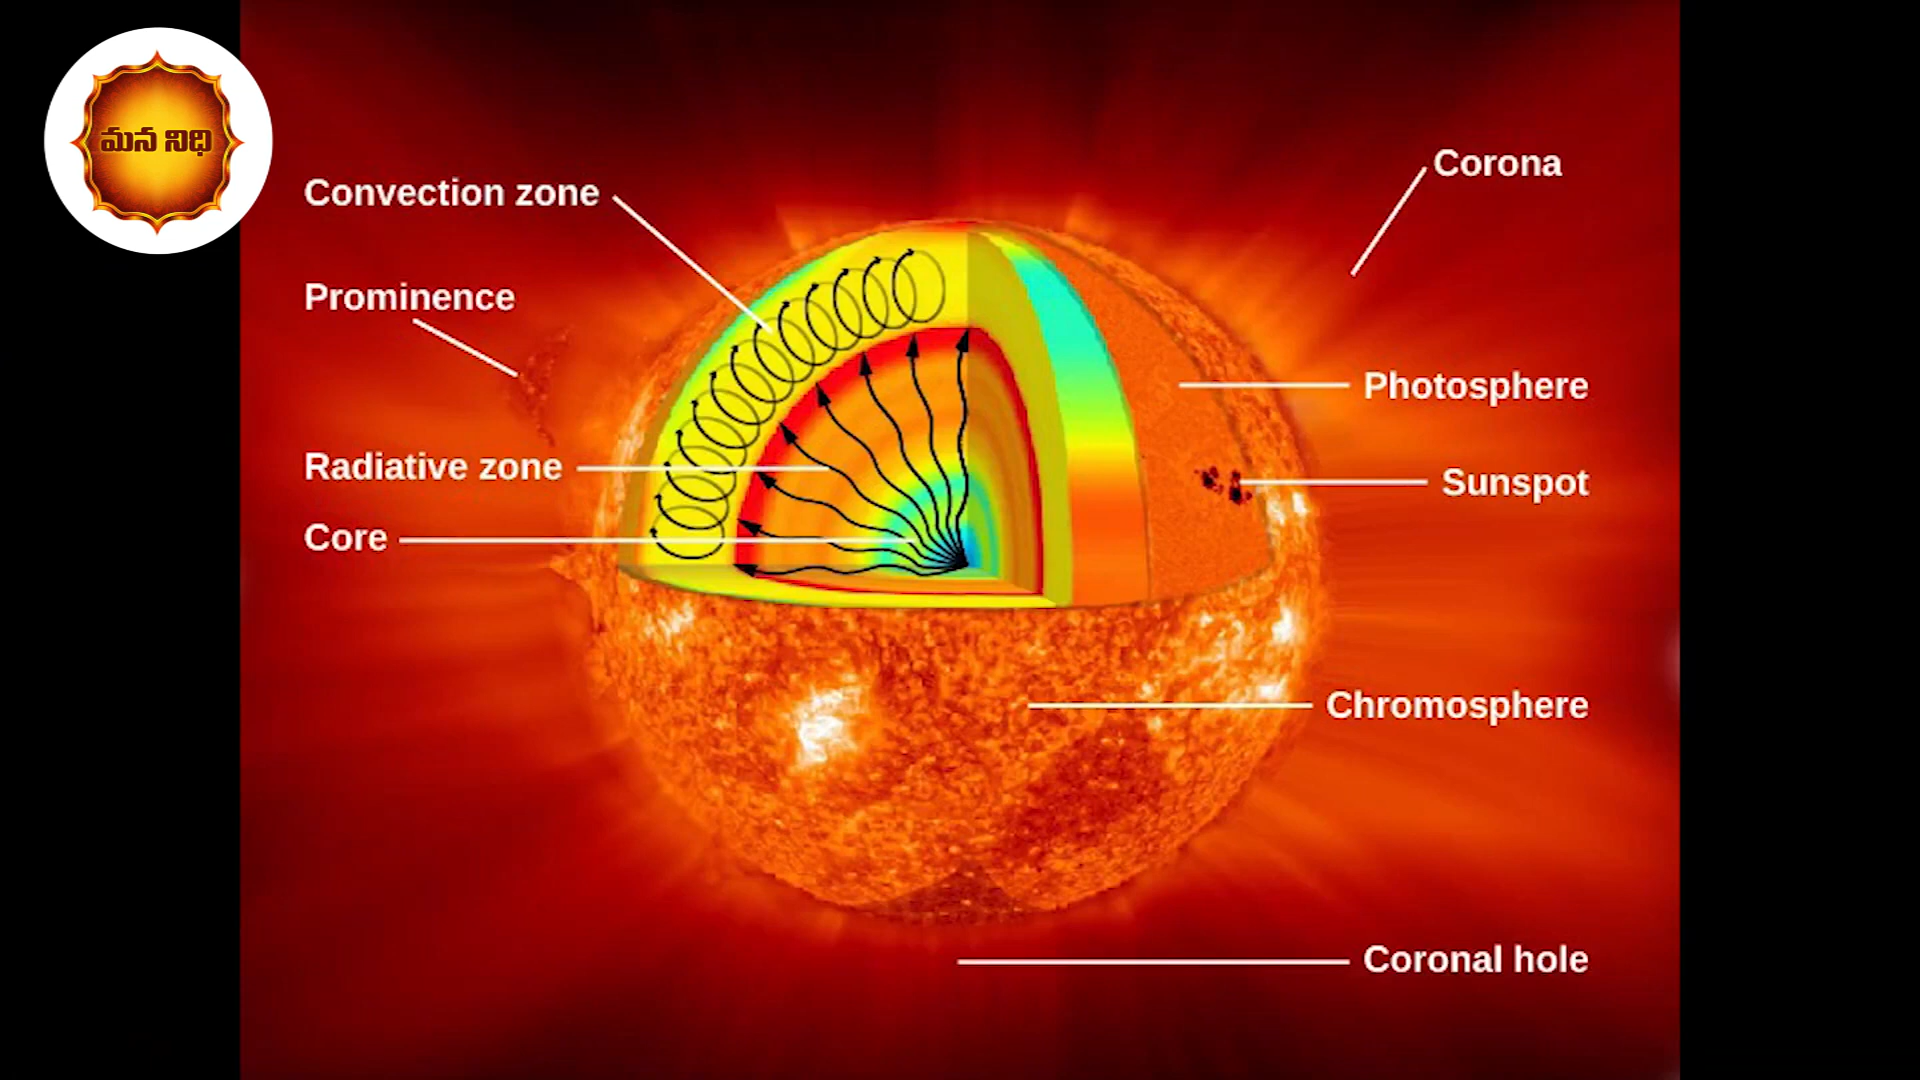 మన నిధి
Convection zone
Corona
Prominence
Photosphere
Radiative zone
Sunspot
Core
Chromosphere
Coronal hole